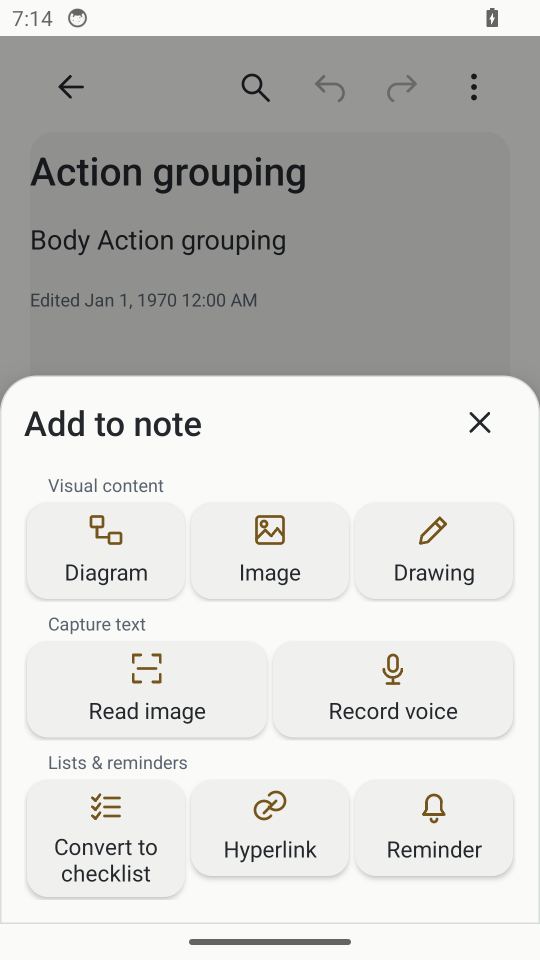 7:14
Action grouping
Body Action grouping
Edited Jan 1, 1970 12:00 AM
Add to note
Visual content
Diagram
Image
Drawing
Capture text
Read image
Record voice
Lists & reminders
Convert to
checklist
Hyperlink
Reminder